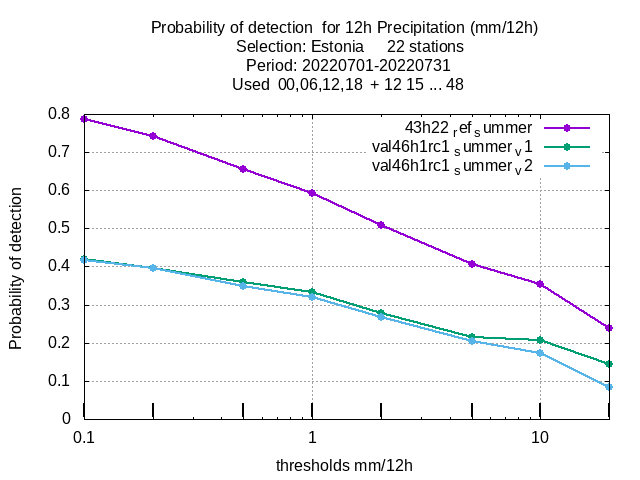 Probability of detection  for 12h Precipitation (mm/12h)
Selection: Estonia     22 stations
Period: 20220701-20220731
Used  00,06,12,18  + 12 15 ... 48
43h22 ref summer
val46h1rc1 summer v1
val46h1rc1 summer v2
Probability of detection
0.8
0.7
0.6
0.5
0.4
0.3
0.2
0.1
0
0.1
1
10
thresholds mm/12h